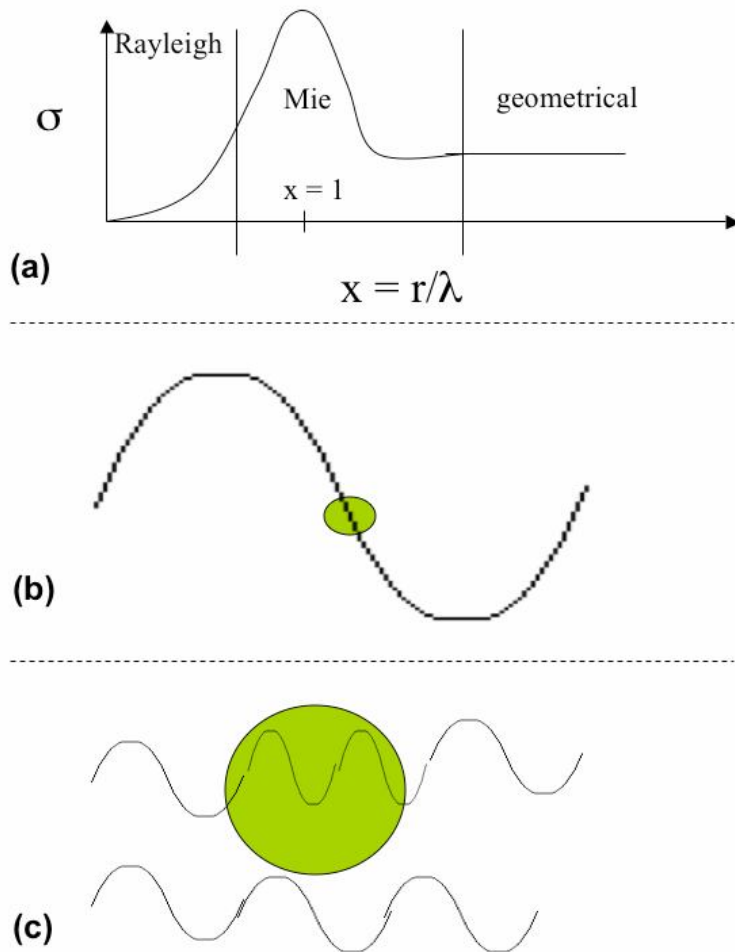 Rayleigh
Mie
geometrical
σ
x = 1
(a)
x = r/λ
(b)
(c)